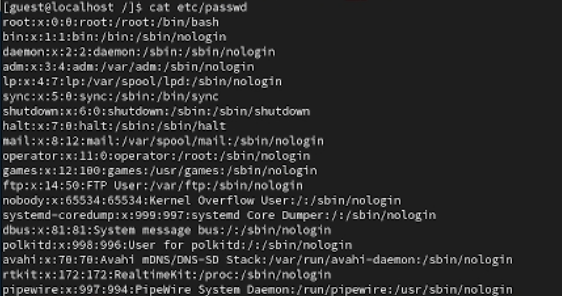 [guest@localhost /]$ cat etc/passwd
root:x:0:0:root:/root:/bin/bash
bin:x:1:1:bin:/bin:/sbin/nologin
daemon:x:2:2:daemon:/sbin:/sbin/nologin
adm:x:3:4:adm:/var/adm:/sbin/nologin
lp:x:4:7:lp:/var/spool/lpd:/sbin/nologin
sync:x:5:0:sync:/sbin:/bin/sync
shutdown:x:6:0:shutdown:/sbin:/sbin/shutdown
halt:x:7:0:halt:/sbin:/sbin/halt
mail:x:8:12:mail:/var/spool/mail:/sbin/nologin
operator:x:11:0:operator:/root:/sbin/nologin
games:x:12:100:games:/usr/games:/sbin/nologin
ftp:x:14:50:FTP User:/var/ftp:/sbin/nologin
nobody:x:65534:65534:Kernel Overflow User:/:/sbin/nologin
systemd-coredump:x:999:997:systemd Core Dumper:/:/sbin/nologin
dbus:x:81:81:System message bus:/:/sbin/nologin
polkitd:x:998:996:User for polkitd:/:/sbin/nologin
avahi:x:70:70:Avahi mDNS/DNS-SD Stack:/var/run/avahi-daemon:/sbin/nologin
rtkit:x:172:172:RealtimeKit:/proc:/sbin/nologin
pipewire:x:997:994:PipeWire System Daemon:/run/pipewire:/usr/sbin/nologin